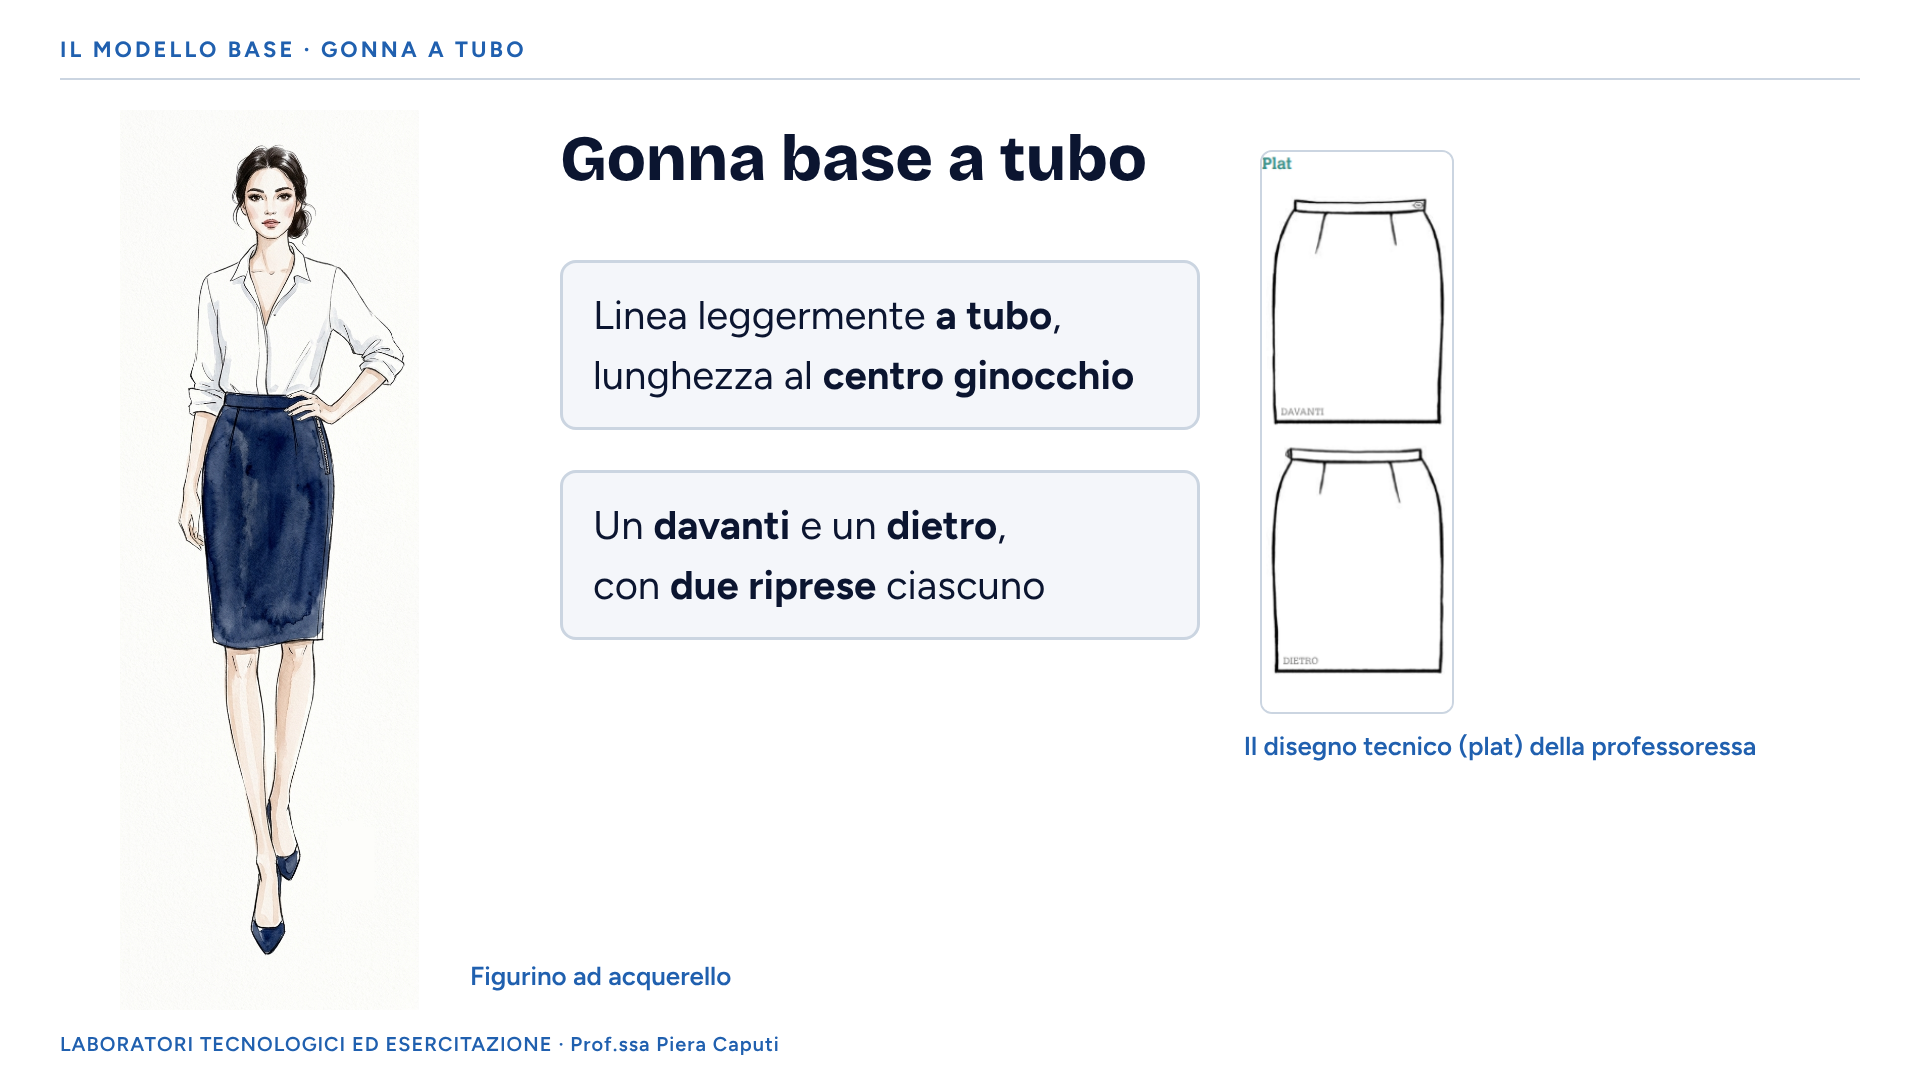 IL MODELLO BASE · GONNA A TUBO
Gonna base a tubo
Linea leggermente a tubo,
lunghezza al centro ginocchio
Un davanti e un dietro,
con due riprese ciascuno
Plat
DAVANTI
DIETRO
Il disegno tecnico (plat) della professoressa
Figurino ad acquerello
LABORATORI TECNOLOGICI ED ESERCITAZIONE · Prof.ssa Piera Caputi